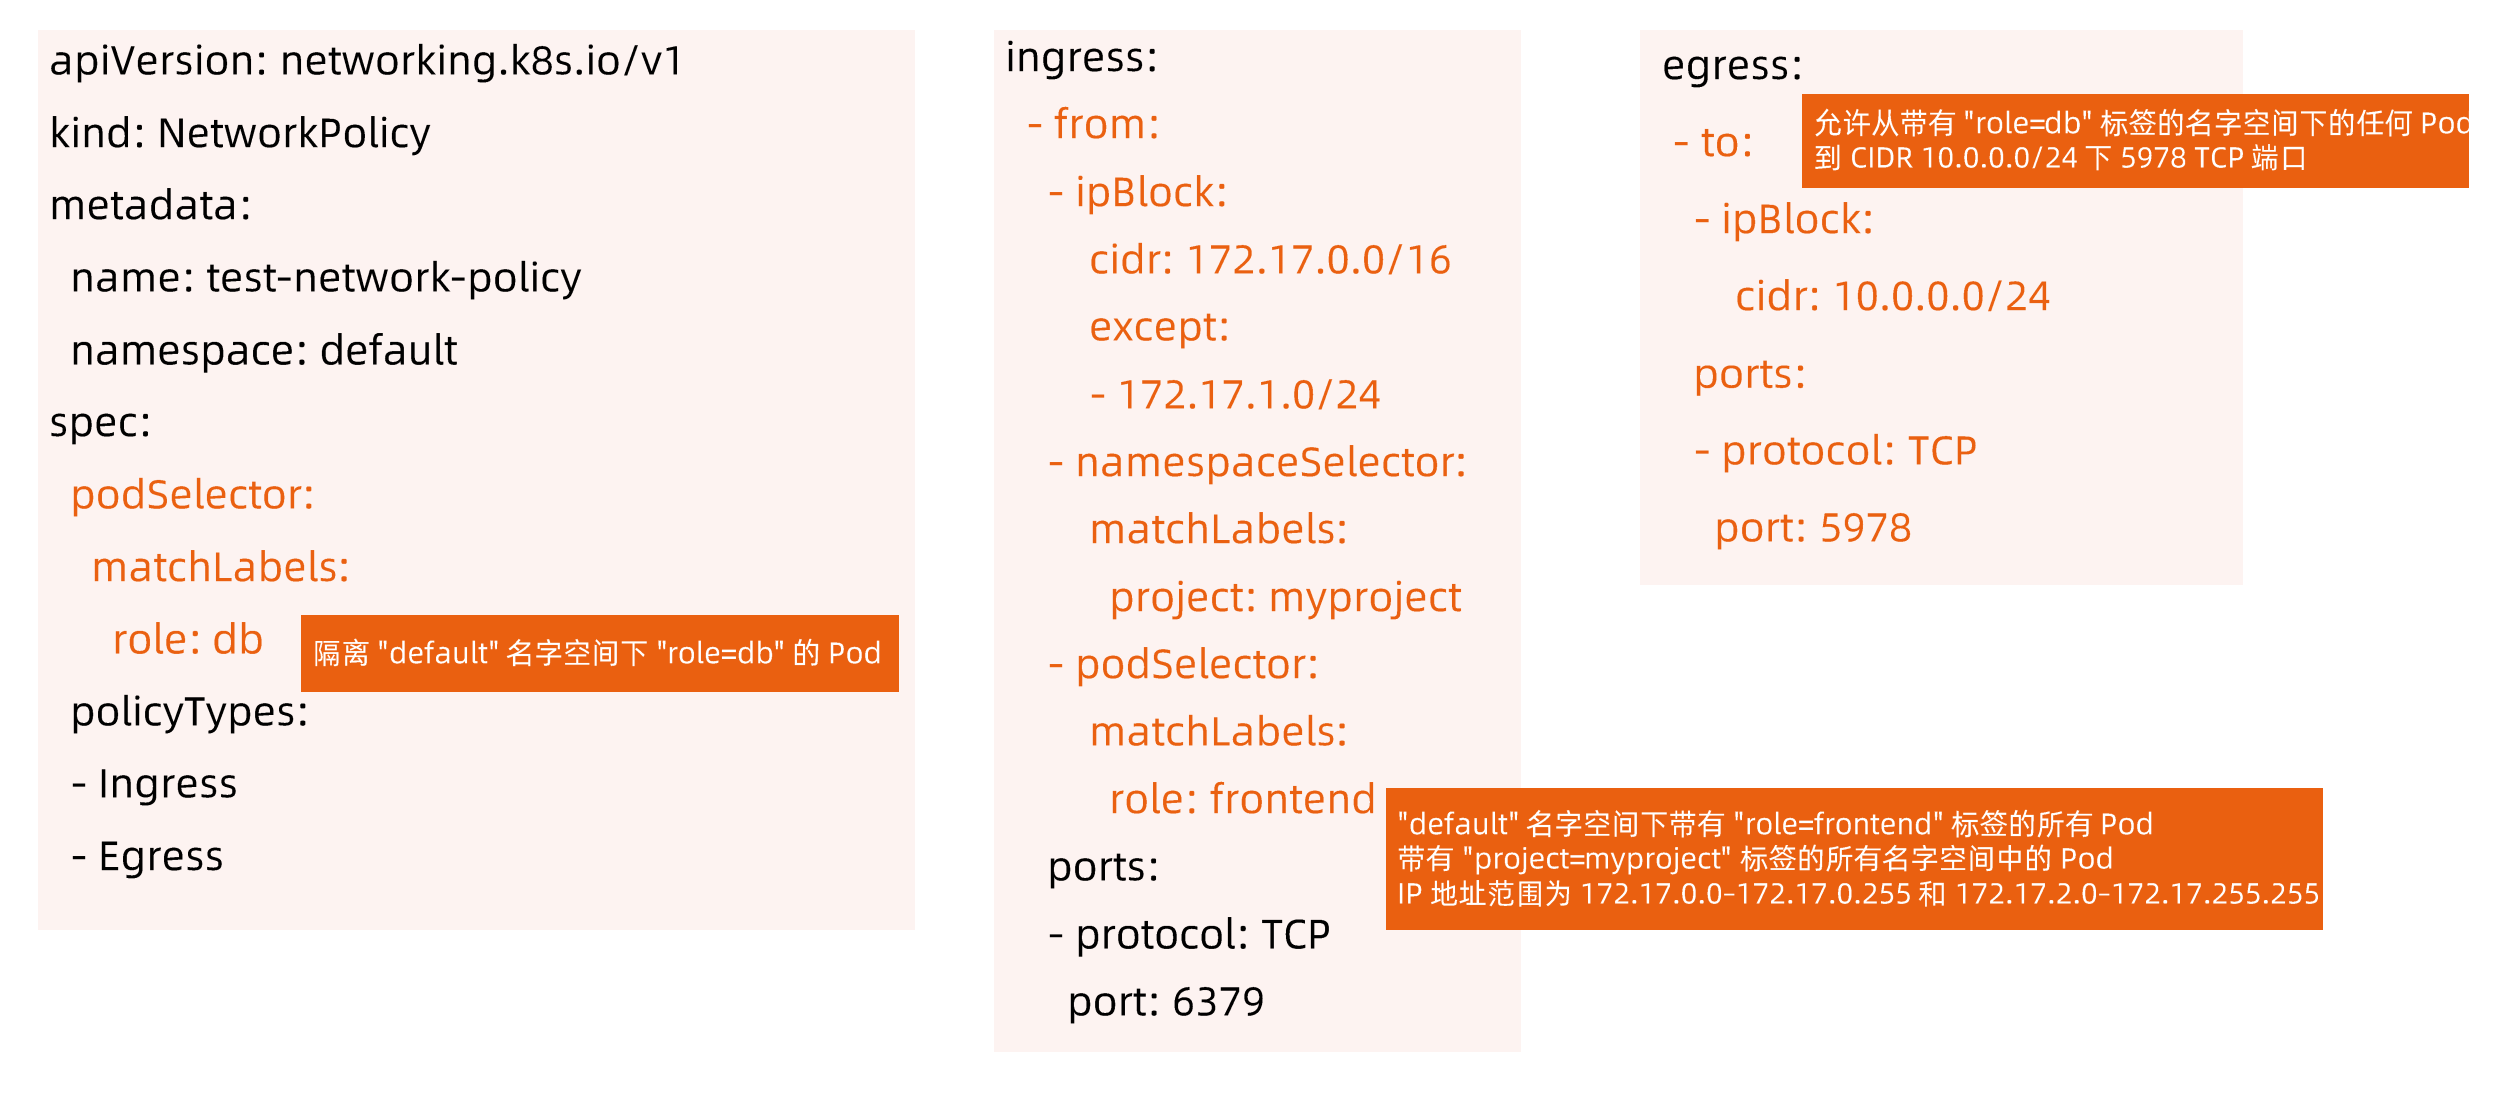 apiVersion: networking.k8s.io/v1
kind: NetworkPolicy
metadata:
name: test-network-policy
namespace: default
spec:
podSelector:
matchLabels:
role: db
隔离 "default" 名字空间下 "role=db" 的 Pod
policyTypes:
- Ingress
- Egress
ingress:
- from:
- ipBlock:
cidr: 172.17.0.0/16
except:
- 172.17.1.0/24
- namespaceSelector:
matchLabels:
project: myproject
- podSelector:
matchLabels:
role: frontend
"default" 名字空间下带有 "role=frontend" 标签的所有 Pod
带有 "project=myproject" 标签的所有名字空间中的 Pod
IP 地址范围为 172.17.0.0-172.17.0.255 和 172.17.2.0-172.17.255.255
ports:
- protocol: TCP
port: 6379
egress:
允许从带有 "role=db" 标签的名字空间下的任何 Pod
到 CIDR 10.0.0.0/24 下 5978 TCP 端口
- to:
- ipBlock:
cidr: 10.0.0.0/24
ports:
- protocol: TCP
port: 5978